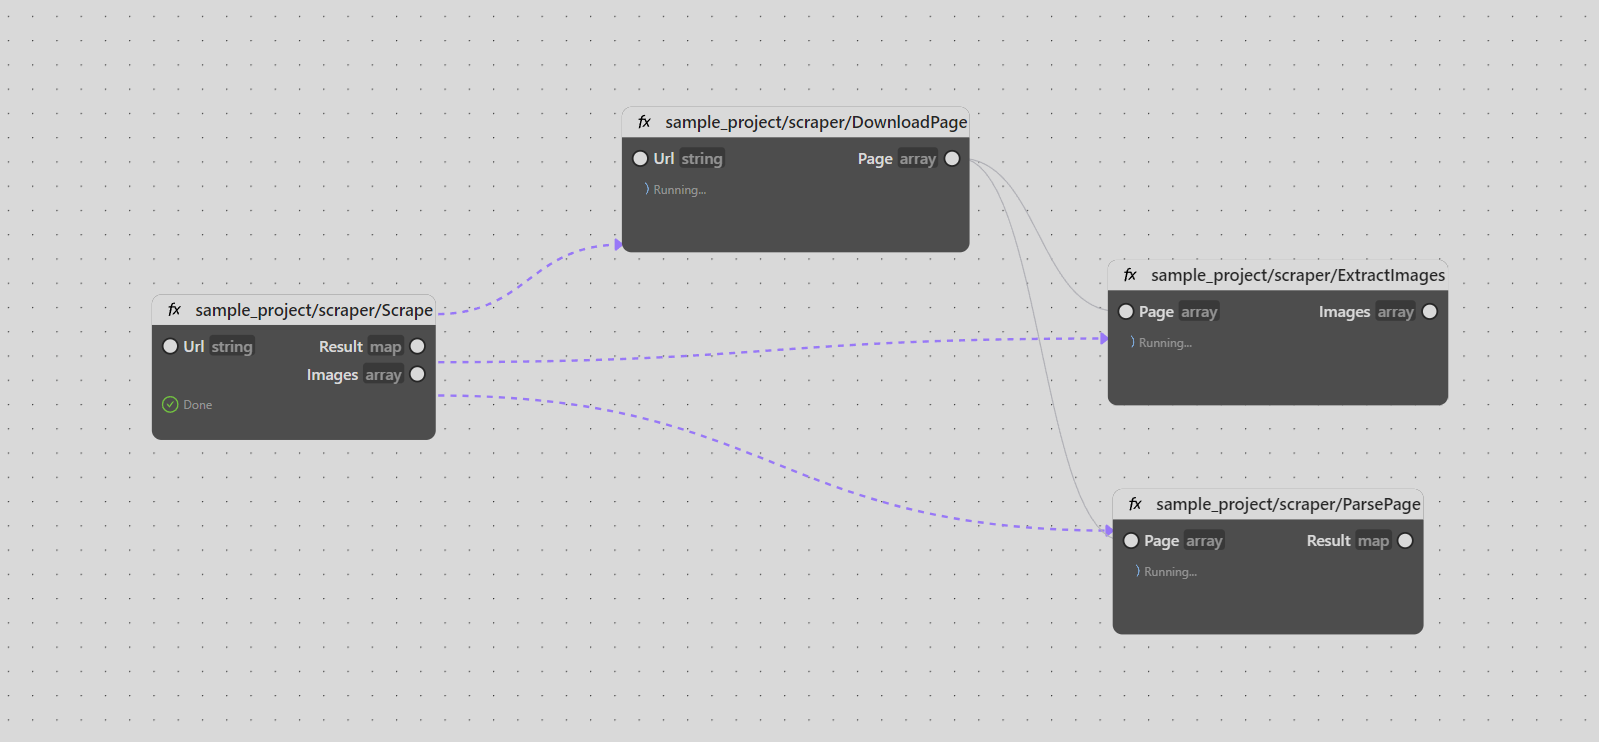 fx sample_project/scraper/DownloadPage
Url string Page array
Running...
fx sample_project/scraper/ExtractImages
Page array Images array
Running...
fx sample_project/scraper/Scrape
Url string Result map
Images array
Done
fx sample_project/scraper/ParsePage
Page array Result map
Running...